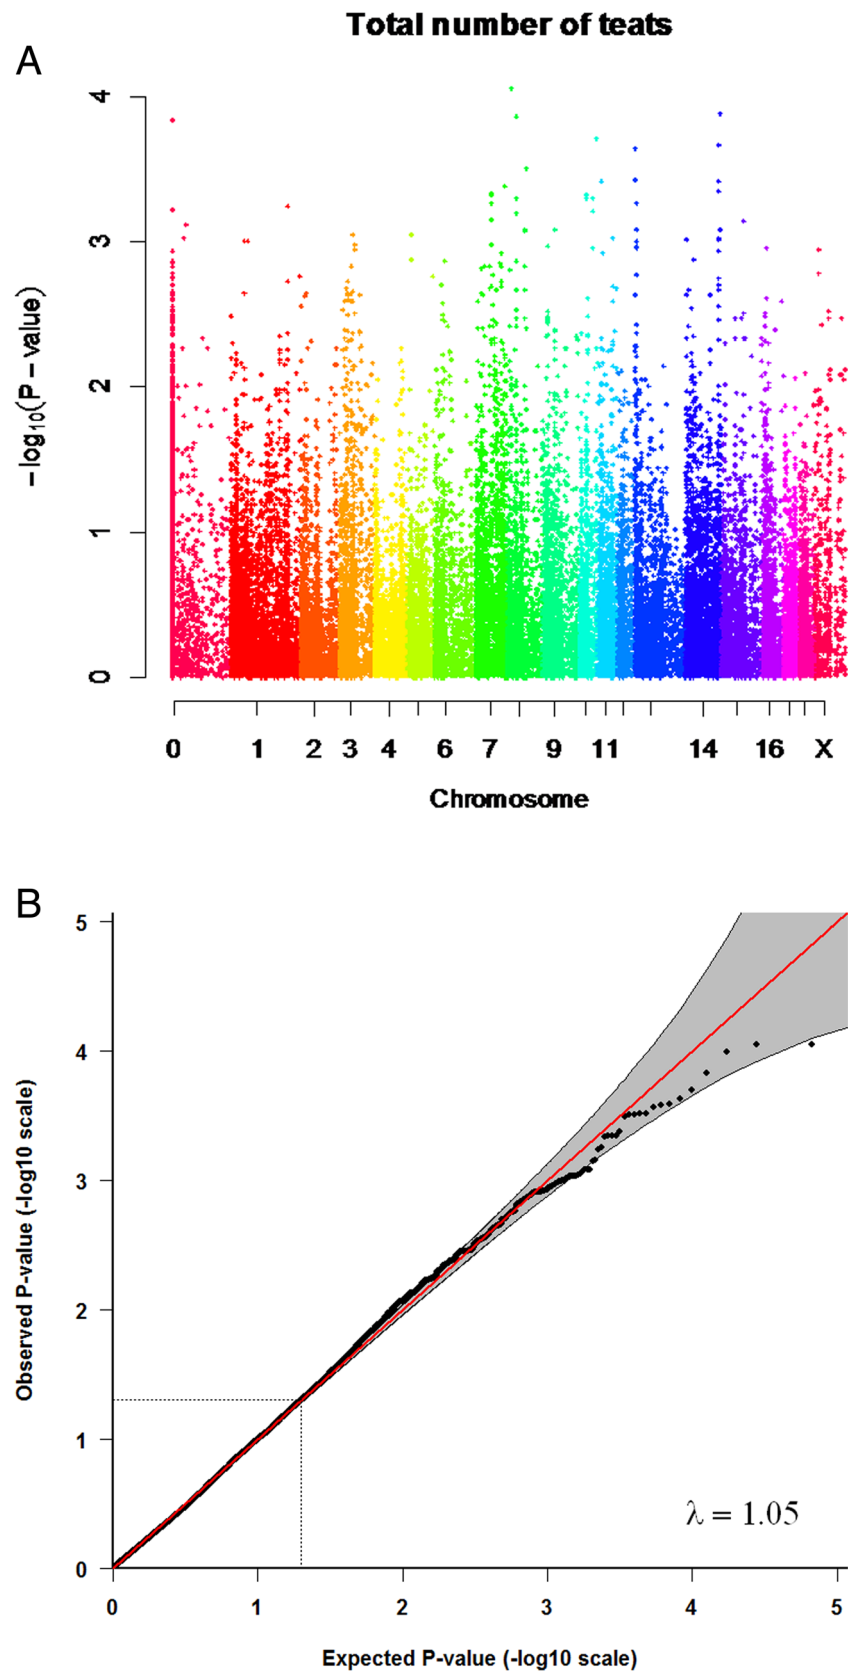 Total number of teats
A
−log10(P−value)
4
3
2
1
0
0 1 2 3 4 6 7 9 11 14 16 X
Chromosome
B
Observed P-value (-log10 scale)
5
4
3
2
1
0
λ = 1.05
0 1 2 3 4 5
Expected P-value (-log10 scale)